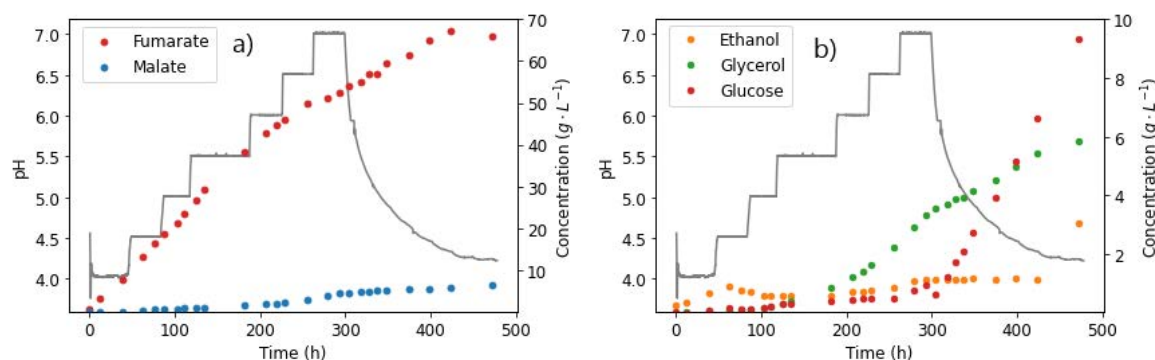 a)
Fumarate
Malate
pH
7.0
6.5
6.0
5.5
5.0
4.5
4.0
70
60
50
40
30
20
10
Concentration (g · L⁻¹)
0 100 200 300 400 500
Time (h)
b)
Ethanol
Glycerol
Glucose
pH
7.0
6.5
6.0
5.5
5.0
4.5
4.0
10
8
6
4
2
Concentration (g · L⁻¹)
0 100 200 300 400 500
Time (h)